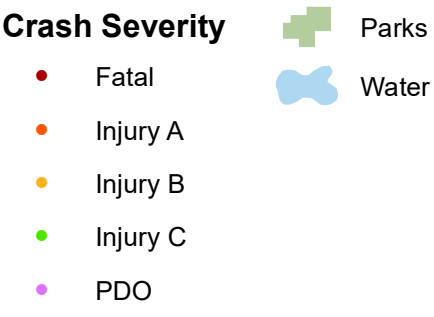 Crash Severity
Fatal
Injury A
Injury B
Injury C
PDO
Parks
Water